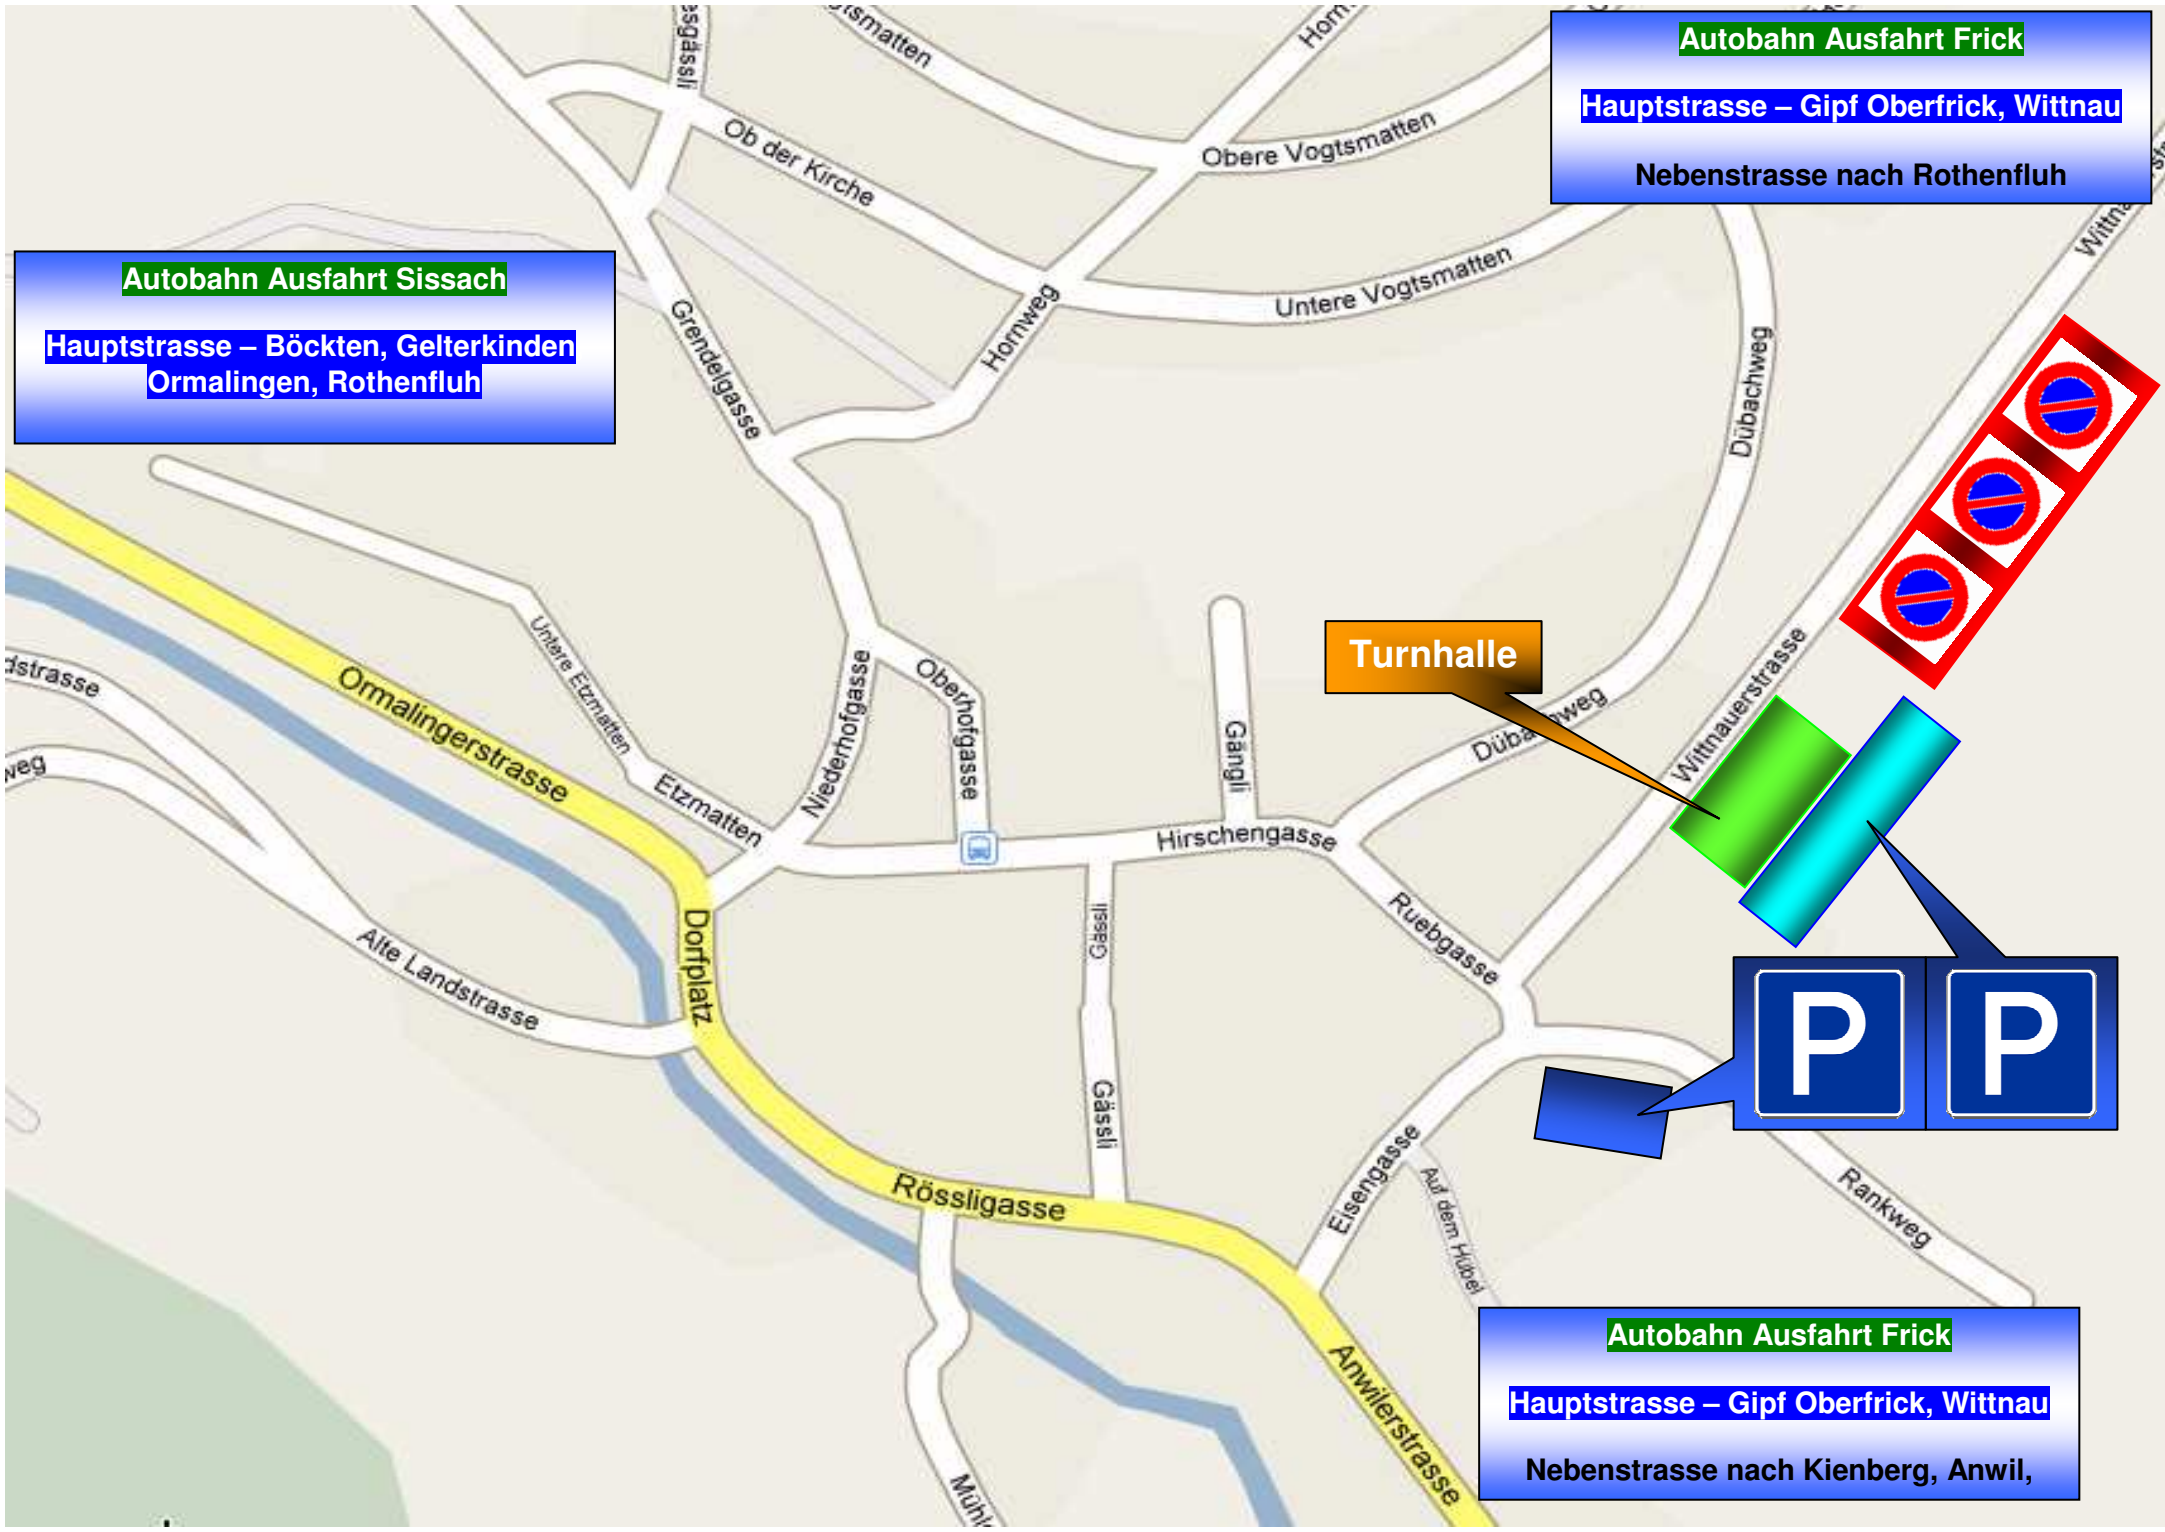 Autobahn Ausfahrt Frick
Hauptstrasse – Gipf Oberfrick, Wittnau
Nebenstrasse nach Rothenfluh
Autobahn Ausfahrt Sissach
Hauptstrasse – Böckten, Gelterkinden
Ormalingen, Rothenfluh
Ob der Kirche
Obere Vogtsmatten
Untere Vogtsmatten
Hornweg
Grendelgasse
Dübachweg
Untere Etzmatten
Ormalingerstrasse
Etzmatten
Niederhofgasse
Oberhofgasse
Gängli
Hirschengasse
Turnhalle
Wittnauerstrasse
Ruebgasse
Gässli
Dorfplatz
Alte Landstrasse
Gässli
Rössligasse
Eisengasse
Auf dem Hübel
Rankweg
P P
Anwilerstrasse
Autobahn Ausfahrt Frick
Hauptstrasse – Gipf Oberfrick, Wittnau
Nebenstrasse nach Kienberg, Anwil,